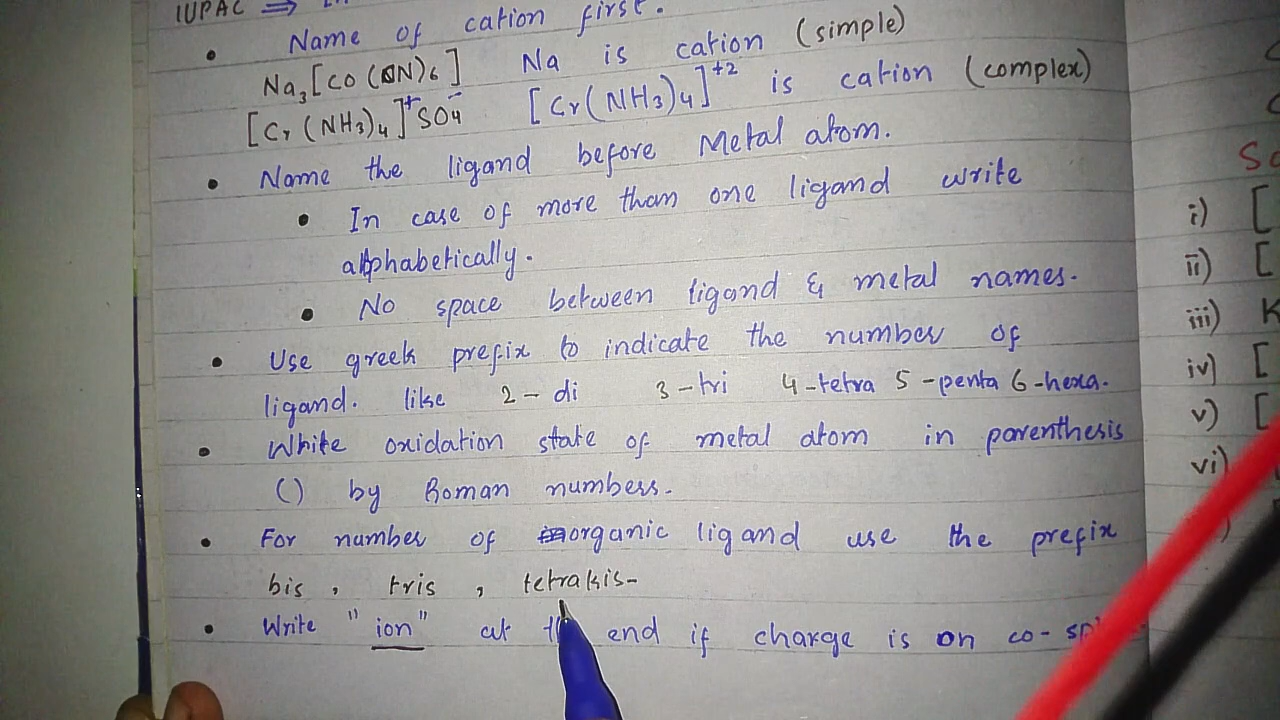 IUPAC ⇒
• Name of cation first.
Na₃[Co(CN)₆] Na is cation (simple)
[Cr(NH₃)₄]⁺SO₄⁻ [Cr(NH₃)₄]⁺² is cation (complex)
• Name the ligand before Metal atom.
• In case of more than one ligand write
alphabetically.
• No space between ligand & metal names.
• Use greek prefix to indicate the number of
ligand. like 2-di 3-tri 4-tetra 5-penta 6-hexa.
• White oxidation state of metal atom in parenthesis
() by Roman numbers.
• For number of organic ligand use the prefix
bis, tris, tetrakis-
• Write "ion" at end if charge is on co-
i) [
ii) [
iii) K
iv) [
v) [
vi)